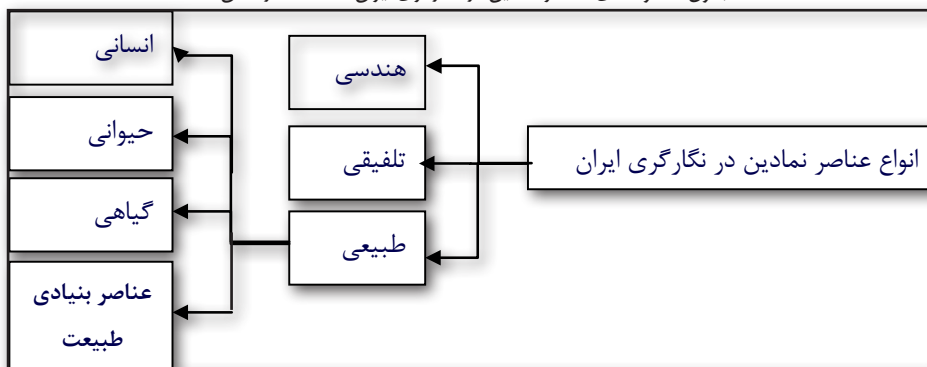 انواع عناصر نمادین در نگارگری ایران
هندسی
تلفیقی
طبیعی
انسانی
حیوانی
گیاهی
عناصر بنیادی
طبیعت